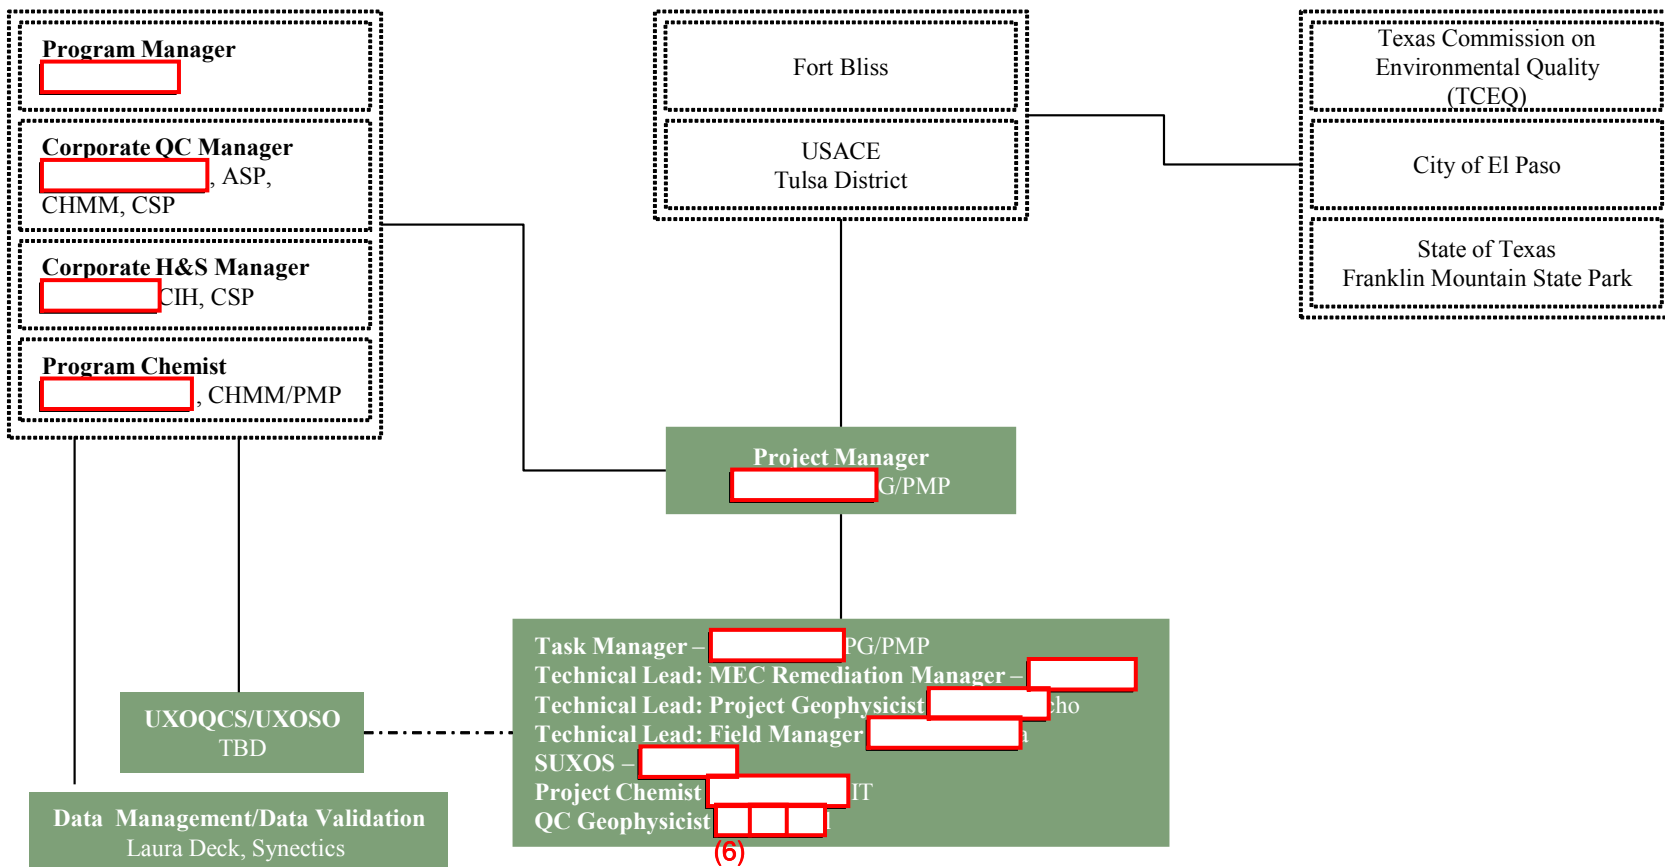 Program Manager
Corporate QC Manager
, ASP,
CHMM, CSP
Corporate H&S Manager
CIH, CSP
Program Chemist
, CHMM/PMP
Fort Bliss
USACE
Tulsa District
Texas Commission on
Environmental Quality
(TCEQ)
City of El Paso
State of Texas
Franklin Mountain State Park
Project Manager
G/PMP
Task Manager – PG/PMP
Technical Lead: MEC Remediation Manager –
Technical Lead: Project Geophysicist cho
Technical Lead: Field Manager a
SUXOS –
Project Chemist IT
QC Geophysicist l
(6)
UXOQCS/UXOSO
TBD
Data Management/Data Validation
Laura Deck, Synectics